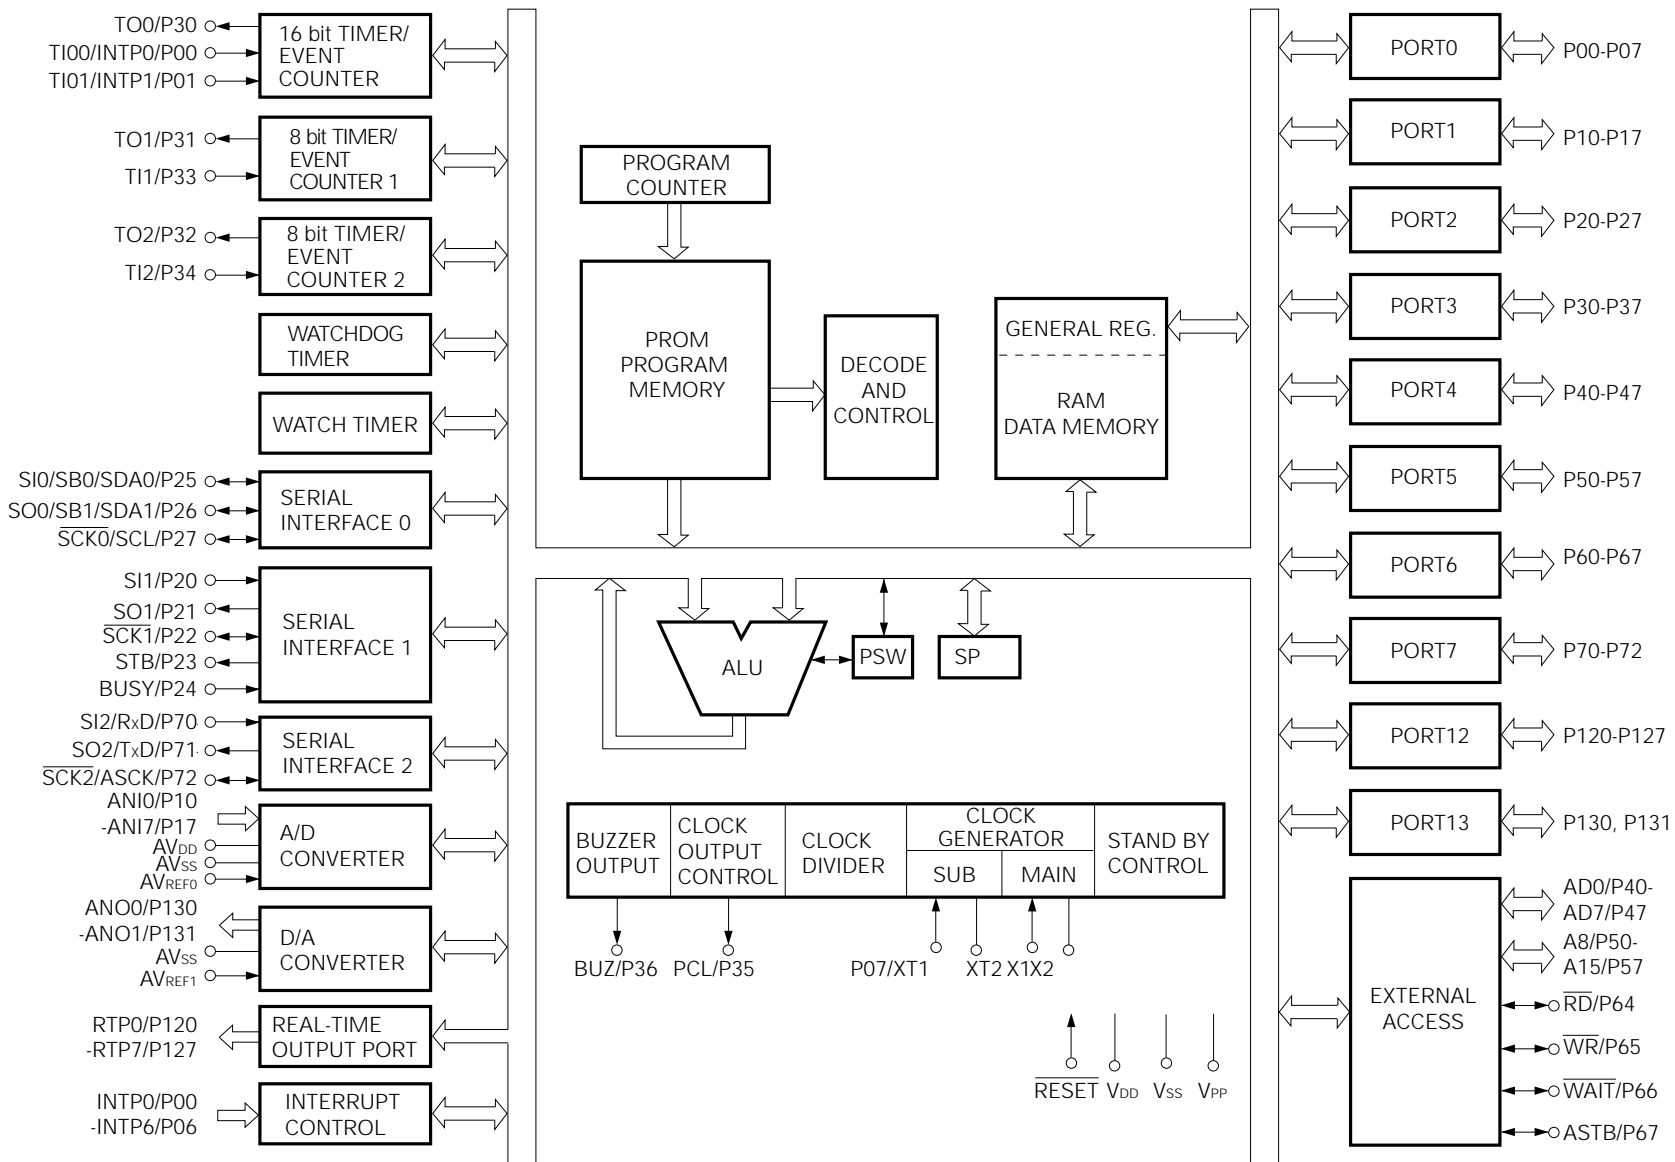 TO0/P30
TI00/INTP0/P00
TI01/INTP1/P01
16 bit TIMER/
EVENT
COUNTER
TO1/P31
TI1/P33
8 bit TIMER/
EVENT
COUNTER 1
TO2/P32
TI2/P34
8 bit TIMER/
EVENT
COUNTER 2
WATCHDOG
TIMER
WATCH TIMER
SI0/SB0/SDA0/P25
SO0/SB1/SDA1/P26
SCK0/SCL/P27
SERIAL
INTERFACE 0
SI1/P20
SO1/P21
SCK1/P22
STB/P23
BUSY/P24
SERIAL
INTERFACE 1
SI2/RxD/P70
SO2/TxD/P71
SCK2/ASCK/P72
SERIAL
INTERFACE 2
ANI0/P10
-ANI7/P17
AVDD
AVSS
AVREF0
A/D
CONVERTER
ANO0/P130
-ANO1/P131
AVSS
AVREF1
D/A
CONVERTER
RTP0/P120
-RTP7/P127
REAL-TIME
OUTPUT PORT
INTP0/P00
-INTP6/P06
INTERRUPT
CONTROL
PROGRAM
COUNTER
PROM
PROGRAM
MEMORY
DECODE
AND
CONTROL
GENERAL REG.
RAM
DATA MEMORY
ALU
PSW
SP
BUZZER
OUTPUT
CLOCK
OUTPUT
CONTROL
CLOCK
DIVIDER
CLOCK
GENERATOR
SUB
MAIN
STAND BY
CONTROL
BUZ/P36
PCL/P35
P07/XT1
XT2
X1X2
RESET
VDD
VSS
VPP
PORT0
P00-P07
PORT1
P10-P17
PORT2
P20-P27
PORT3
P30-P37
PORT4
P40-P47
PORT5
P50-P57
PORT6
P60-P67
PORT7
P70-P72
PORT12
P120-P127
PORT13
P130, P131
EXTERNAL
ACCESS
AD0/P40-
AD7/P47
A8/P50-
A15/P57
RD/P64
WR/P65
WAIT/P66
ASTB/P67